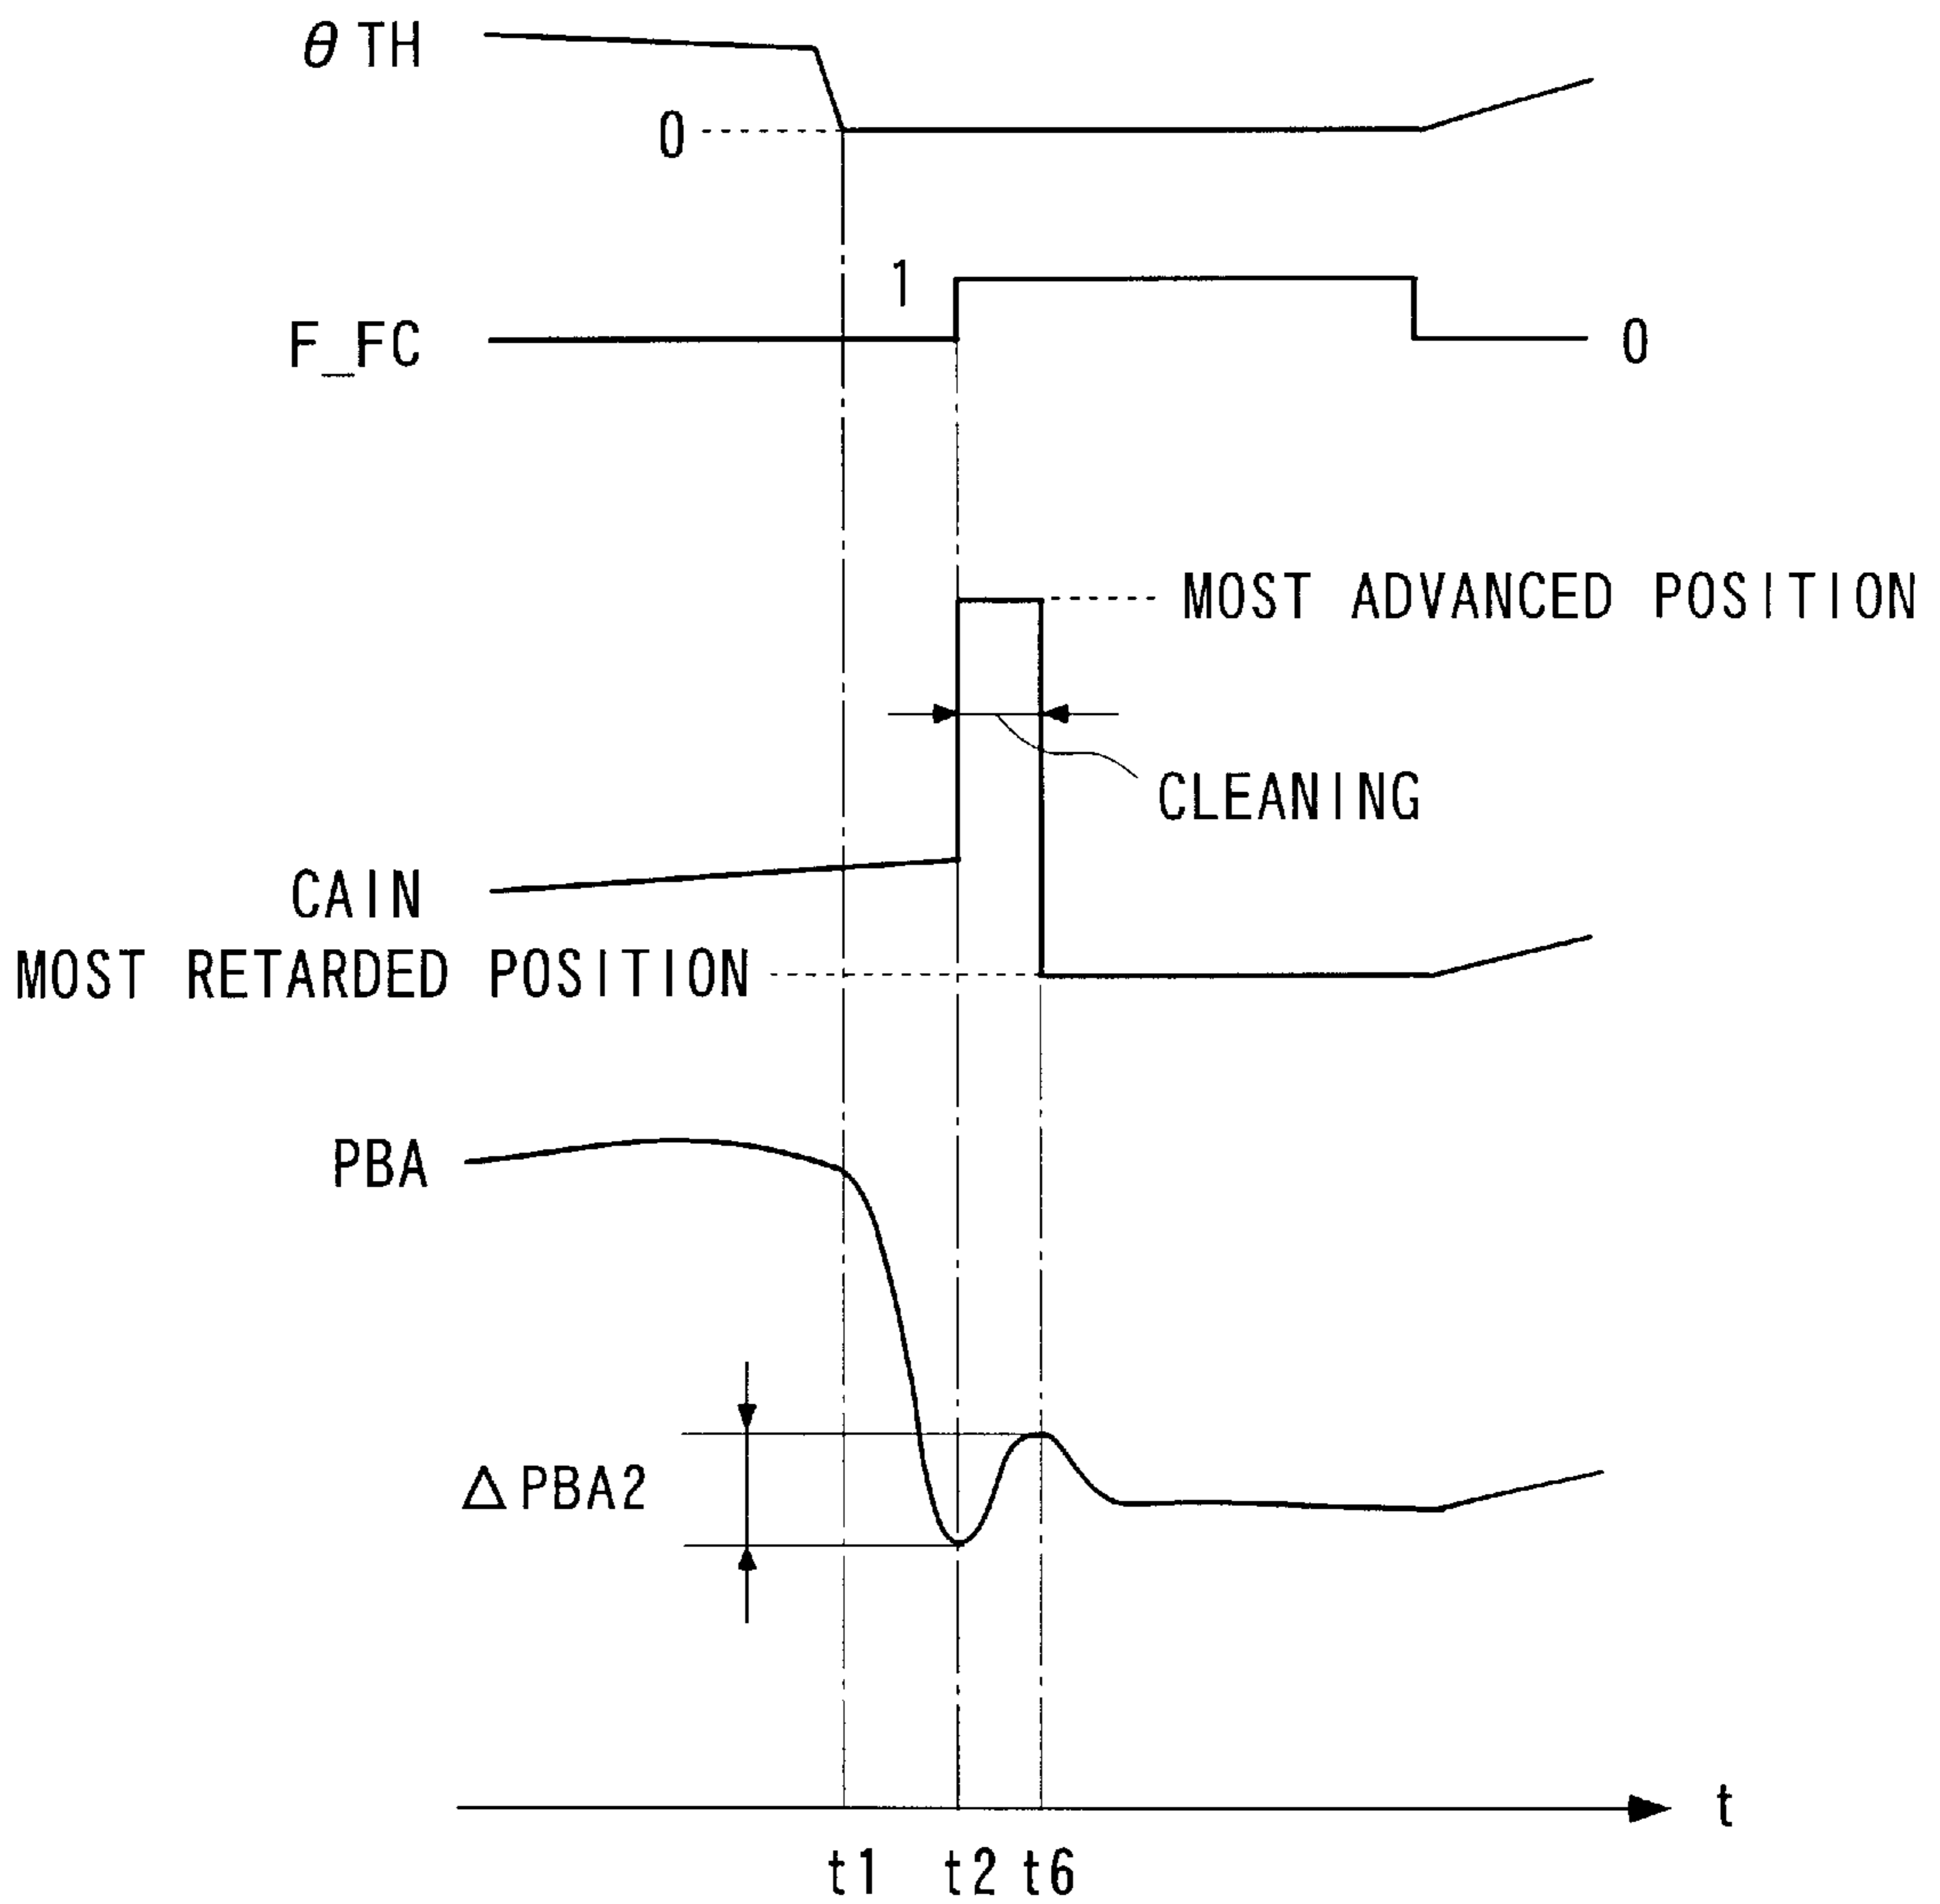 θTH
0
1
F_FC
0
MOST ADVANCED POSITION
CLEANING
CAIN
MOST RETARDED POSITION
PBA
ΔPBA2
t
t1 t2 t6